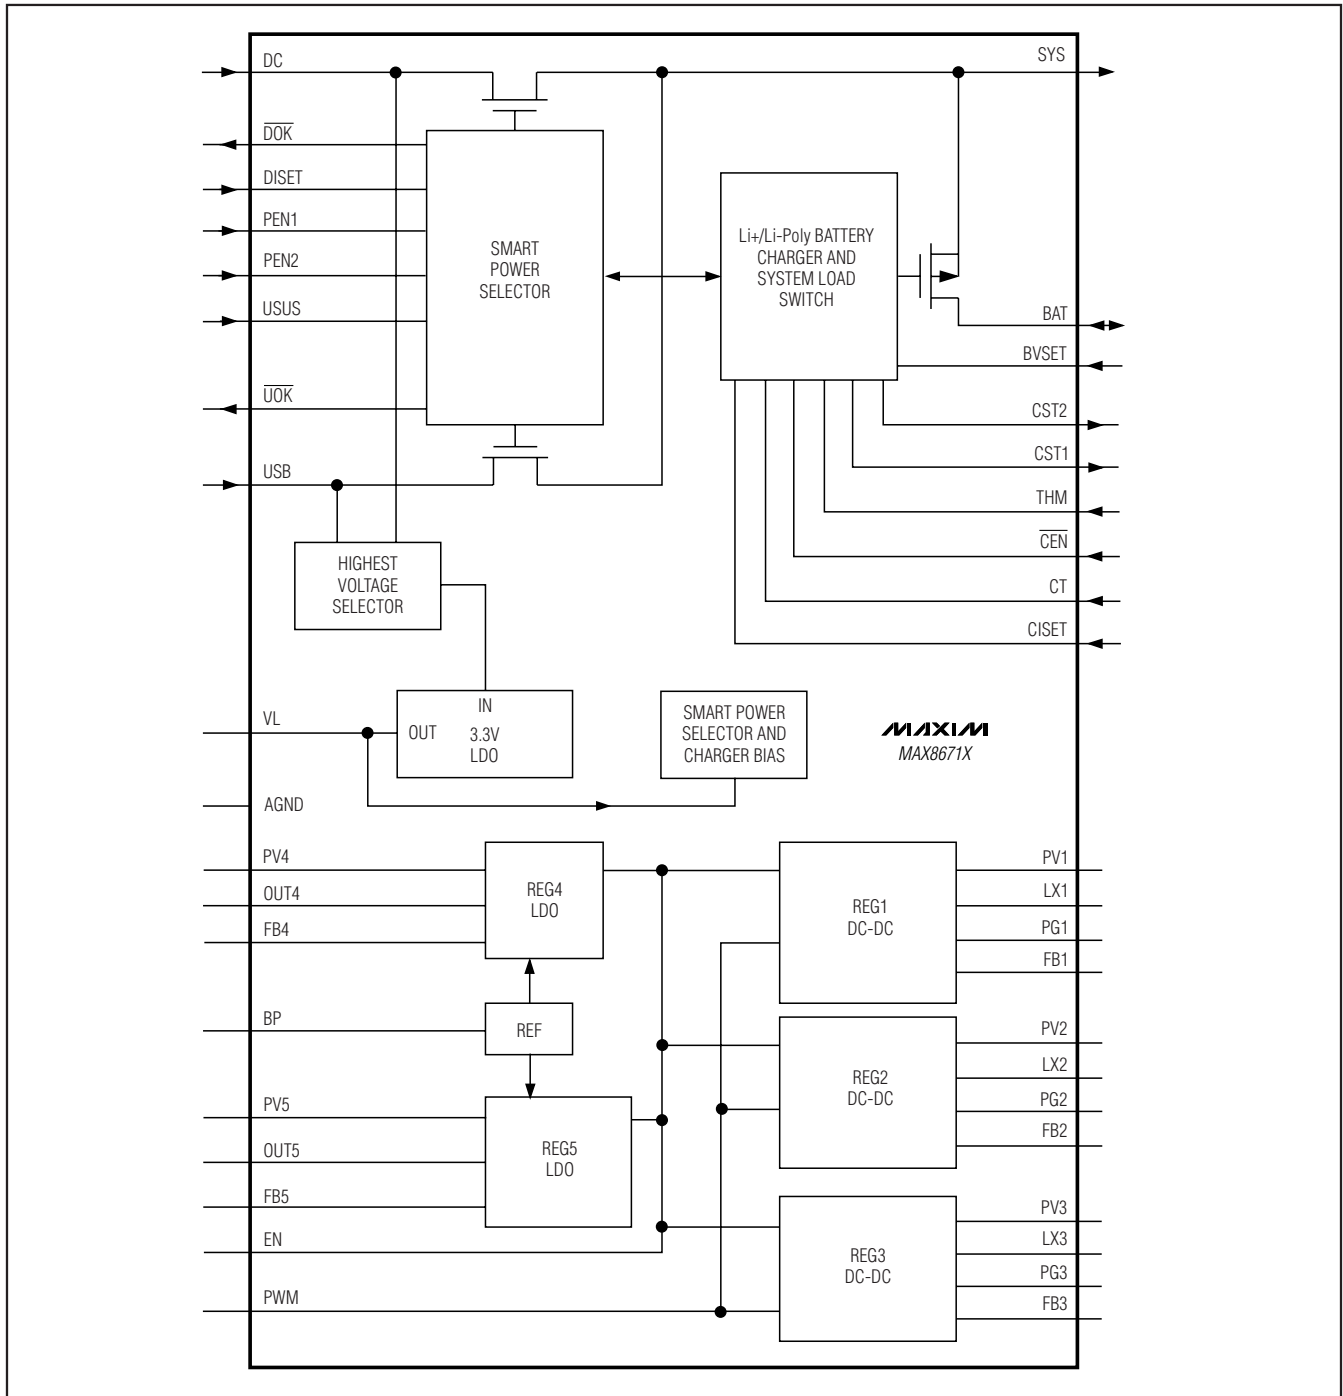 DC
SYS
DOK
DISET
PEN1
PEN2
USUS
UOK
USB
SMART
POWER
SELECTOR
Li+/Li-Poly BATTERY
CHARGER AND
SYSTEM LOAD
SWITCH
BAT
BVSET
CST2
CST1
THM
CEN
CT
CISET
HIGHEST
VOLTAGE
SELECTOR
VL
IN
OUT
3.3V
LDO
SMART POWER
SELECTOR AND
CHARGER BIAS
MAXIM
MAX8671X
AGND
PV4
OUT4
FB4
REG4
LDO
BP
REF
PV5
OUT5
FB5
REG5
LDO
EN
PWM
REG1
DC-DC
PV1
LX1
PG1
FB1
REG2
DC-DC
PV2
LX2
PG2
FB2
REG3
DC-DC
PV3
LX3
PG3
FB3